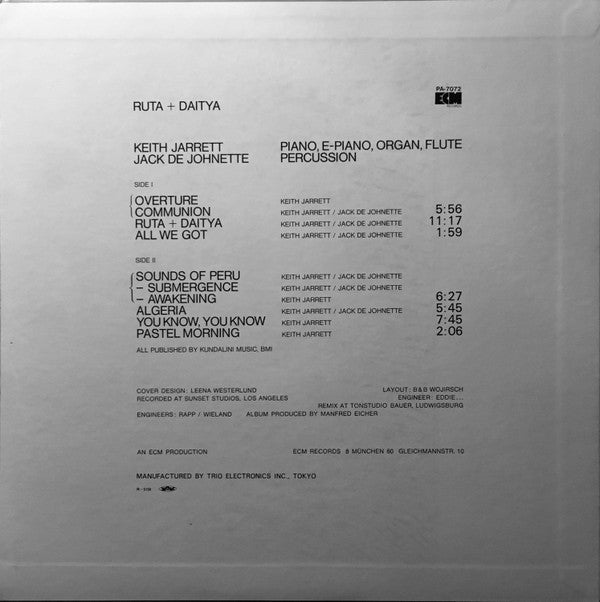 PA-7072
ECM
RUTA + DAITYA
KEITH JARRETT PIANO, E-PIANO, ORGAN, FLUTE
JACK DE JOHNETTE PERCUSSION
SIDE I
OVERTURE KEITH JARRETT
COMMUNION KEITH JARRETT / JACK DE JOHNETTE 5:56
RUTA + DAITYA KEITH JARRETT / JACK DE JOHNETTE 11:17
ALL WE GOT KEITH JARRETT / JACK DE JOHNETTE 1:59
SIDE II
SOUNDS OF PERU KEITH JARRETT / JACK DE JOHNETTE
– SUBMERGENCE KEITH JARRETT / JACK DE JOHNETTE
– AWAKENING KEITH JARRETT 6:27
ALGERIA KEITH JARRETT / JACK DE JOHNETTE 5:45
YOU KNOW, YOU KNOW KEITH JARRETT 7:45
PASTEL MORNING KEITH JARRETT 2:06
ALL PUBLISHED BY KUNDALINI MUSIC, BMI
COVER DESIGN: LEENA WESTERLUND LAYOUT: B & B WOJIRSCH
RECORDED AT SUNSET STUDIOS, LOS ANGELES ENGINEER: EDDIE...
REMIX AT TONSTUDIO BAUER, LUDWIGSBURG
ENGINEERS: RAPP / WIELAND ALBUM PRODUCED BY MANFRED EICHER
AN ECM PRODUCTION ECM RECORDS 8 MÜNCHEN 60 GLEICHMANNSTR. 10
MANUFACTURED BY TRIO ELECTRONICS INC., TOKYO